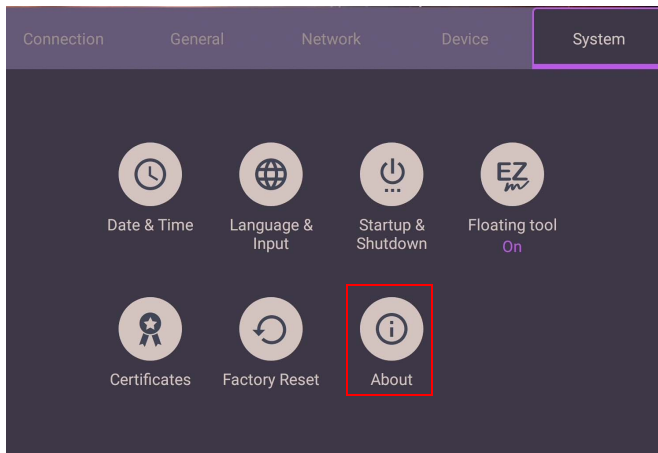 Connection General Network Device System
EZ
Date & Time Language & Input Startup & Shutdown Floating tool
On
Certificates Factory Reset About